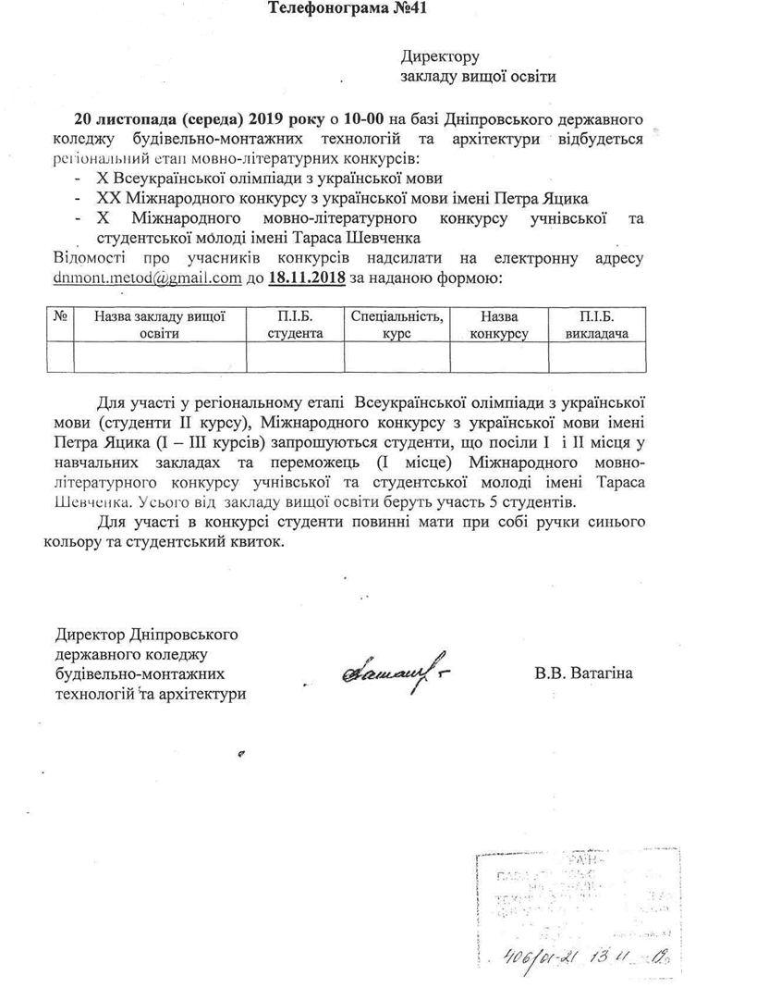 Телефонограма №41
Директору
закладу вищої освіти
20 листопада (середа) 2019 року о 10-00 на базі Дніпровського державного
коледжу будівельно-монтажних технологій та архітектури відбудеться
регіональний етап мовно-літературних конкурсів:
- X Всеукраїнської олімпіади з української мови
- XX Міжнародного конкурсу з української мови імені Петра Яцика
- X Міжнародного мовно-літературного конкурсу учнівської та
студентської молоді імені Тараса Шевченка
Відомості про учасників конкурсів надсилати на електронну адресу
dnmont.metod@gmail.com до 18.11.2018 за наданою формою:
№ Назва закладу вищої освіти П.І.Б. студента Спеціальність, курс Назва конкурсу П.І.Б. викладача
Для участі у регіональному етапі Всеукраїнської олімпіади з української
мови (студенти II курсу), Міжнародного конкурсу з української мови імені
Петра Яцика (I – III курсів) запрошуються студенти, що посіли I і II місця у
навчальних закладах та переможець (I місце) Міжнародного мовно-
літературного конкурсу учнівської та студентської молоді імені Тараса
Шевченка. Усього від закладу вищої освіти беруть участь 5 студентів.
Для участі в конкурсі студенти повинні мати при собі ручки синього
кольору та студентський квиток.
Директор Дніпровського
державного коледжу
будівельно-монтажних
технологій та архітектури
В.В. Ватагіна
406/01-21 13 11 19